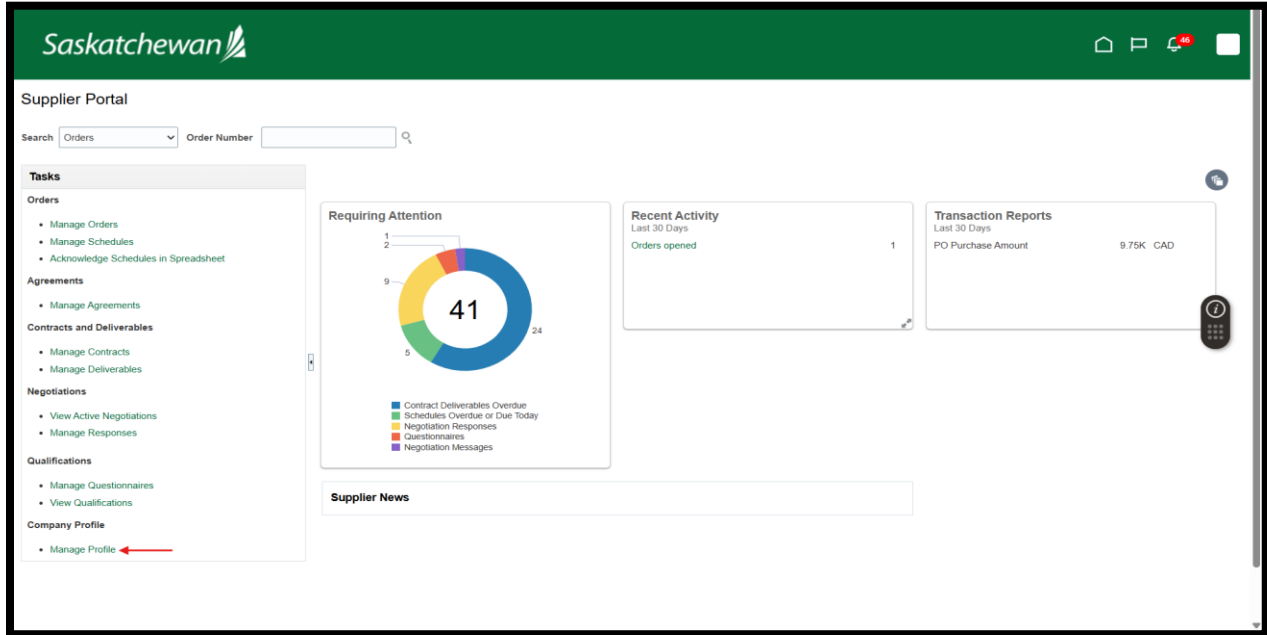 Saskatchewan
46
Supplier Portal
Search Orders Order Number
Tasks
Orders
Manage Orders
Manage Schedules
Acknowledge Schedules in Spreadsheet
Agreements
Manage Agreements
Contracts and Deliverables
Manage Contracts
Manage Deliverables
Negotiations
View Active Negotiations
Manage Responses
Qualifications
Manage Questionnaires
View Qualifications
Company Profile
Manage Profile
Requiring Attention
1
2
9
41
24
5
Contract Deliverables Overdue
Schedules Overdue or Due Today
Negotiation Responses
Questionnaires
Negotiation Messages
Recent Activity
Last 30 Days
Orders opened 1
Transaction Reports
Last 30 Days
PO Purchase Amount 9.75K CAD
i
Supplier News